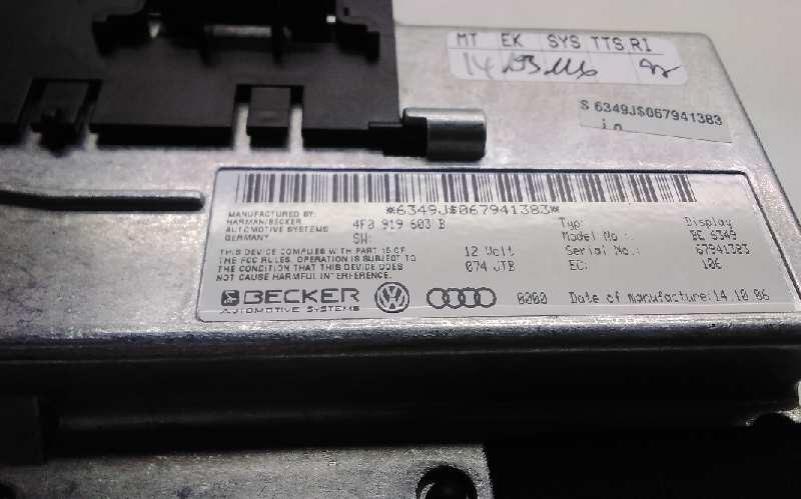 MT EK SYS TTS RI
14
S 6349J$067941383
*6349J$067941383*
MANUFACTURED BY:
HARMAN/BECKER
AUTOMOTIVE SYSTEMS
GERMANY
4F0 919 603 B
SW:
Typ: Display
Model No.: BE 6349
Serial No.: 67941383
EC: 106
THIS DEVICE COMPLIES WITH PART 15 OF
THE FCC RULES. OPERATION IS SUBJECT TO
THE CONDITION THAT THIS DEVICE DOES
NOT CAUSE HARMFUL INTERFERENCE.
12 Volt
074 JTB
BECKER
AUTOMOTIVE SYSTEMS
0000 Date of manufacture:14 10 06